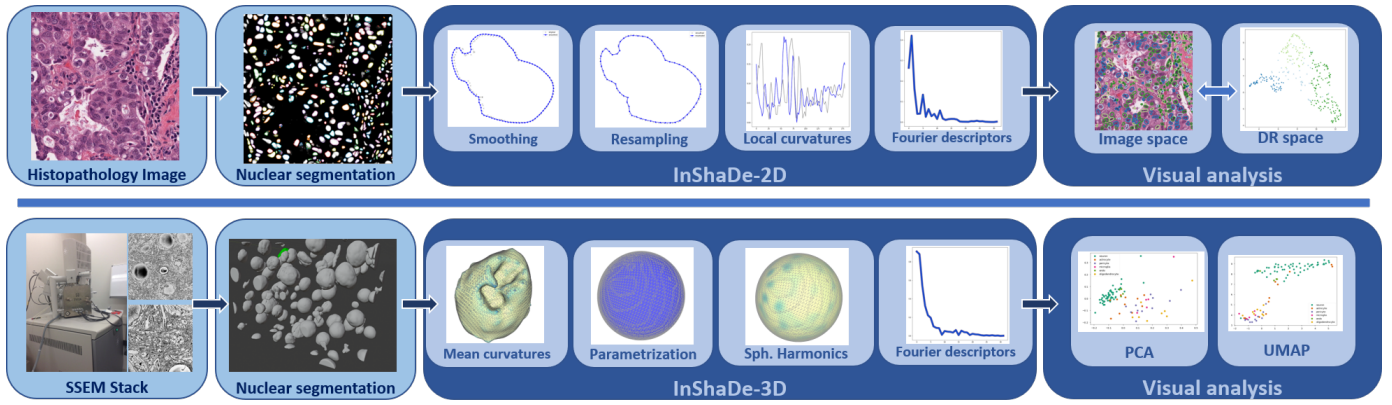 Histopathology Image
Nuclear segmentation
Smoothing
Resampling
Local curvatures
Fourier descriptors
InShaDe-2D
Image space
DR space
Visual analysis
SSEM Stack
Nuclear segmentation
Mean curvatures
Parametrization
Sph. Harmonics
Fourier descriptors
InShaDe-3D
PCA
UMAP
Visual analysis